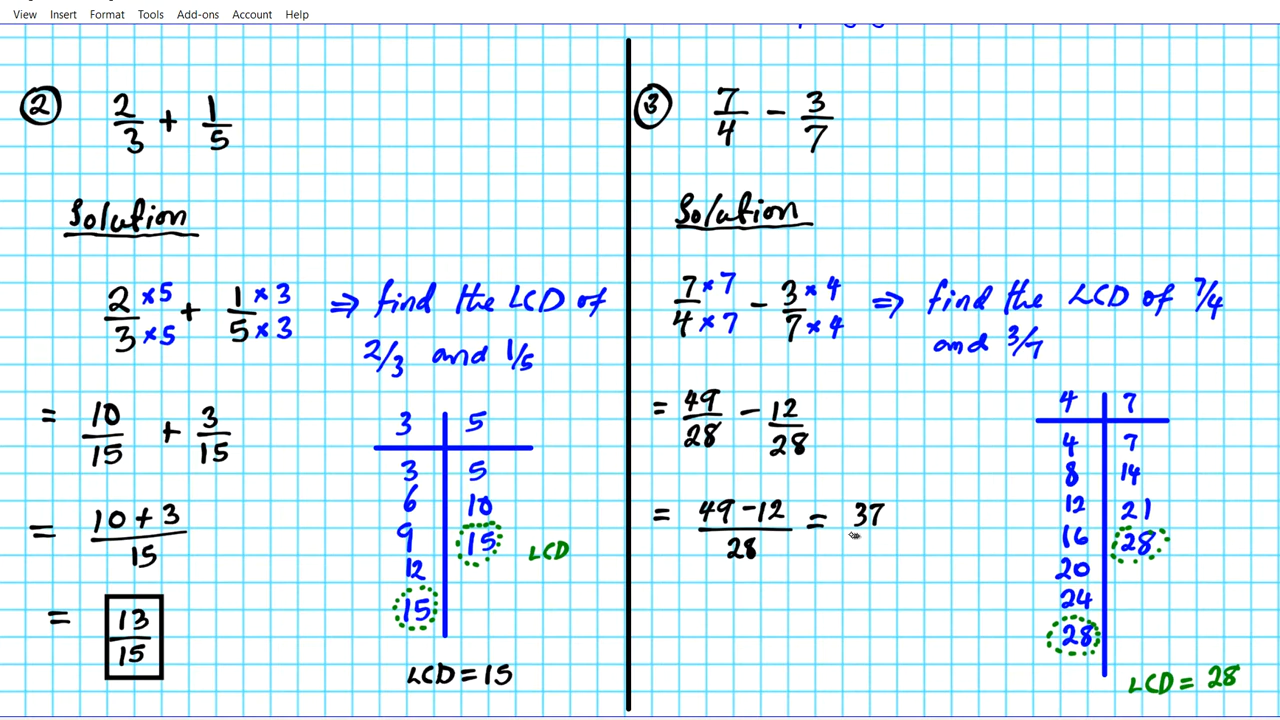 View Insert Format Tools Add-ons Account Help
2 2/3 + 1/5
Solution
2×5/3×5 + 1×3/5×3 ⇒ find the LCD of
2/3 and 1/5
= 10/15 + 3/15
= 10+3/15
= 13/15
3 5
3 5
6 10
9 15
12
15
LCD
LCD = 15
3 7/4 - 3/7
Solution
7×7/4×7 - 3×4/7×4 ⇒ find the LCD of 7/4
and 3/7
= 49/28 - 12/28
= 49-12/28 = 37
4 7
4 7
8 14
12 21
16 28
20
24
28
LCD = 28